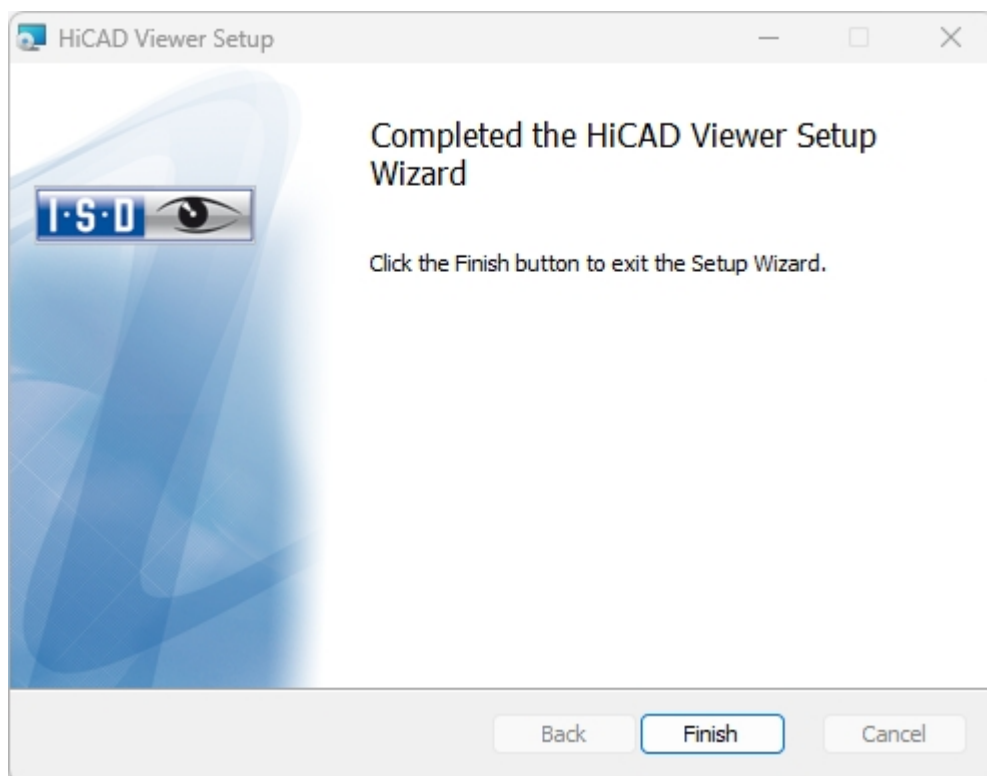 HiCAD Viewer Setup
Completed the HiCAD Viewer Setup
Wizard
I·S·D
Click the Finish button to exit the Setup Wizard.
Back Finish Cancel